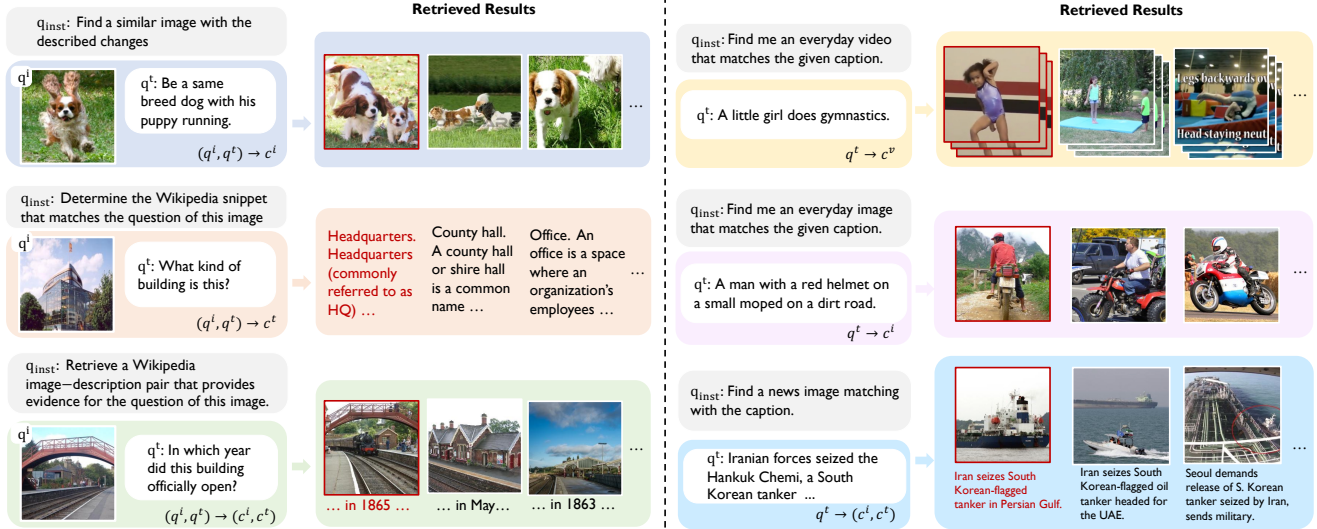 Retrieved Results
q_inst: Find a similar image with the
described changes
q^i
q^t: Be a same
breed dog with his
puppy running.
(q^i, q^t) → c^i
...
q_inst: Determine the Wikipedia snippet
that matches the question of this image
q^i
q^t: What kind of
building is this?
(q^i, q^t) → c^t
Headquarters.
Headquarters
(commonly
referred to as
HQ) ...
County hall.
A county hall
or shire hall
is a common
name ...
Office. An
office is a space
where an
organization's
employees ...
...
q_inst: Retrieve a Wikipedia
image–description pair that provides
evidence for the question of this image.
q^i
q^t: In which year
did this building
officially open?
(q^i, q^t) → (c^i, c^t)
... in 1865 ...
... in May...
... in 1863 ...
...
Retrieved Results
q_inst: Find me an everyday video
that matches the given caption.
q^t: A little girl does gymnastics.
q^t → c^v
Legs backwards
Head staying neut
...
q_inst: Find me an everyday image
that matches the given caption.
q^t: A man with a red helmet on
a small moped on a dirt road.
q^t → c^i
...
q_inst: Find a news image matching
with the caption.
q^t: Iranian forces seized the
Hankuk Chemi, a South
Korean tanker ...
q^t → (c^i, c^t)
Iran seizes South
Korean-flagged
tanker in Persian Gulf.
Iran seizes South
Korean-flagged oil
tanker headed for
the UAE.
Seoul demands
release of S. Korean
tanker seized by Iran,
sends military.
...